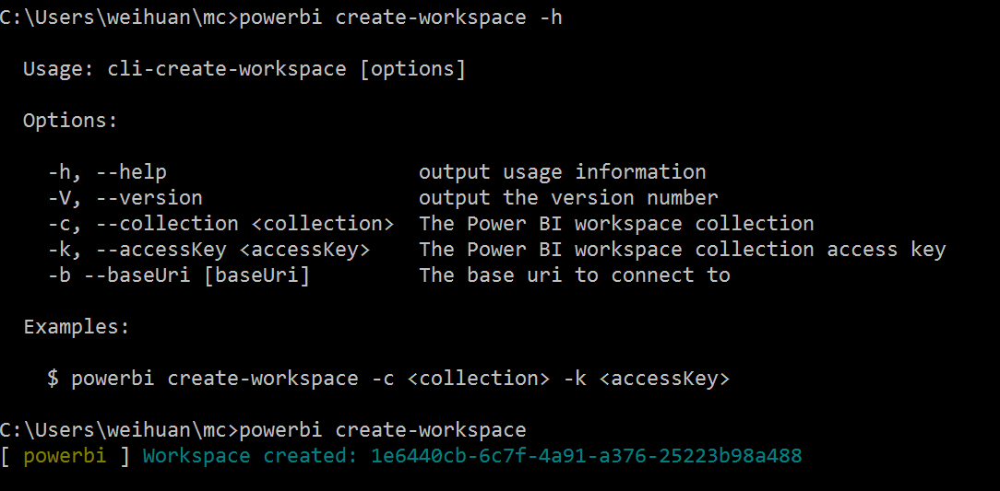 C:\Users\weihuan\mc>powerbi create-workspace -h
Usage: cli-create-workspace [options]
Options:
-h, --help output usage information
-V, --version output the version number
-c, --collection <collection> The Power BI workspace collection
-k, --accessKey <accessKey> The Power BI workspace collection access key
-b --baseUri [baseUri] The base uri to connect to
Examples:
$ powerbi create-workspace -c <collection> -k <accessKey>
C:\Users\weihuan\mc>powerbi create-workspace
[ powerbi ] Workspace created: 1e6440cb-6c7f-4a91-a376-25223b98a488